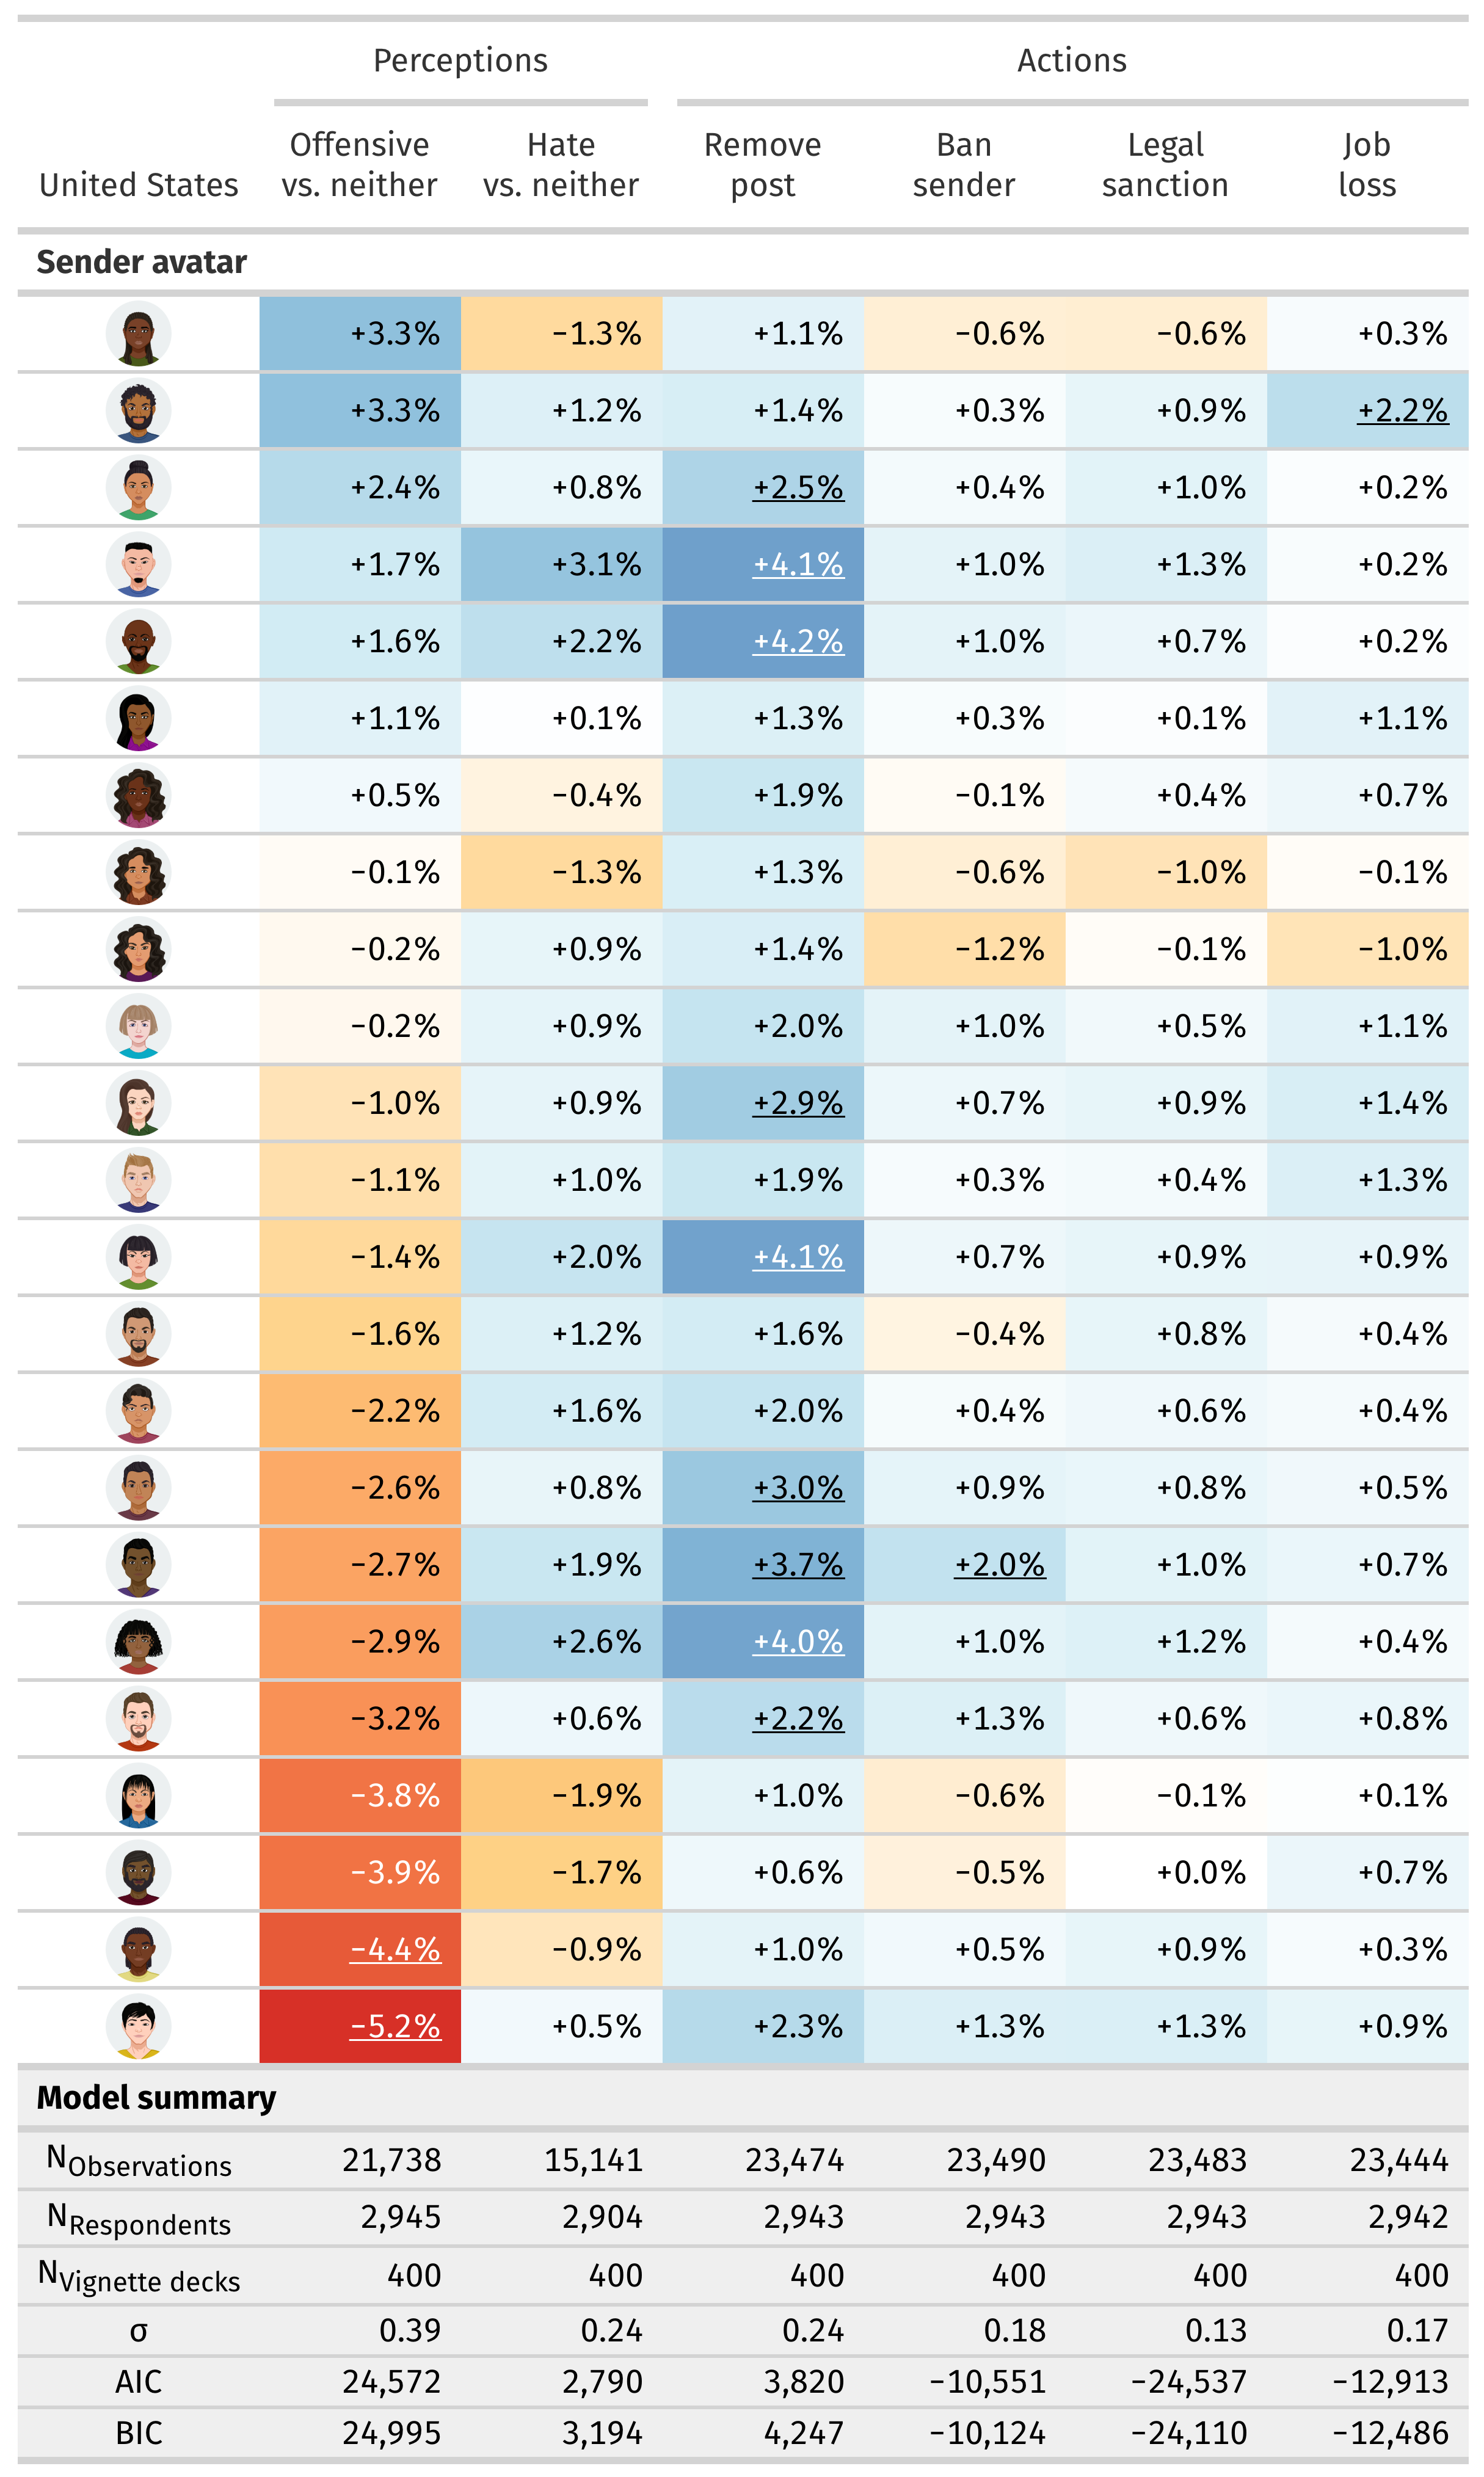 Perceptions Actions
Offensive Hate Remove Ban Legal Job
United States vs. neither vs. neither post sender sanction loss
Sender avatar
+3.3% −1.3% +1.1% −0.6% −0.6% +0.3%
+3.3% +1.2% +1.4% +0.3% +0.9% +2.2%
+2.4% +0.8% +2.5% +0.4% +1.0% +0.2%
+1.7% +3.1% +4.1% +1.0% +1.3% +0.2%
+1.6% +2.2% +4.2% +1.0% +0.7% +0.2%
+1.1% +0.1% +1.3% +0.3% +0.1% +1.1%
+0.5% −0.4% +1.9% −0.1% +0.4% +0.7%
−0.1% −1.3% +1.3% −0.6% −1.0% −0.1%
−0.2% +0.9% +1.4% −1.2% −0.1% −1.0%
−0.2% +0.9% +2.0% +1.0% +0.5% +1.1%
−1.0% +0.9% +2.9% +0.7% +0.9% +1.4%
−1.1% +1.0% +1.9% +0.3% +0.4% +1.3%
−1.4% +2.0% +4.1% +0.7% +0.9% +0.9%
−1.6% +1.2% +1.6% −0.4% +0.8% +0.4%
−2.2% +1.6% +2.0% +0.4% +0.6% +0.4%
−2.6% +0.8% +3.0% +0.9% +0.8% +0.5%
−2.7% +1.9% +3.7% +2.0% +1.0% +0.7%
−2.9% +2.6% +4.0% +1.0% +1.2% +0.4%
−3.2% +0.6% +2.2% +1.3% +0.6% +0.8%
−3.8% −1.9% +1.0% −0.6% −0.1% +0.1%
−3.9% −1.7% +0.6% −0.5% +0.0% +0.7%
−4.4% −0.9% +1.0% +0.5% +0.9% +0.3%
−5.2% +0.5% +2.3% +1.3% +1.3% +0.9%
Model summary
NObservations 21,738 15,141 23,474 23,490 23,483 23,444
NRespondents 2,945 2,904 2,943 2,943 2,943 2,942
NVignette decks 400 400 400 400 400 400
σ 0.39 0.24 0.24 0.18 0.13 0.17
AIC 24,572 2,790 3,820 −10,551 −24,537 −12,913
BIC 24,995 3,194 4,247 −10,124 −24,110 −12,486